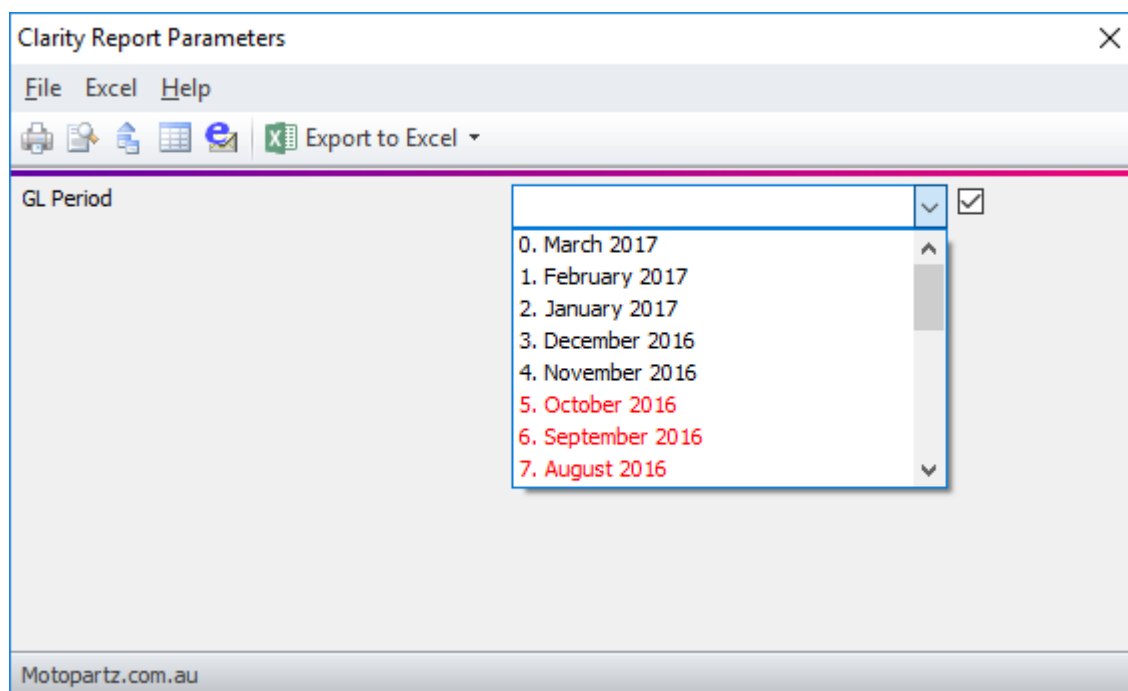 Clarity Report Parameters
File Excel Help
Export to Excel
GL Period
0. March 2017
1. February 2017
2. January 2017
3. December 2016
4. November 2016
5. October 2016
6. September 2016
7. August 2016
Motopartz.com.au